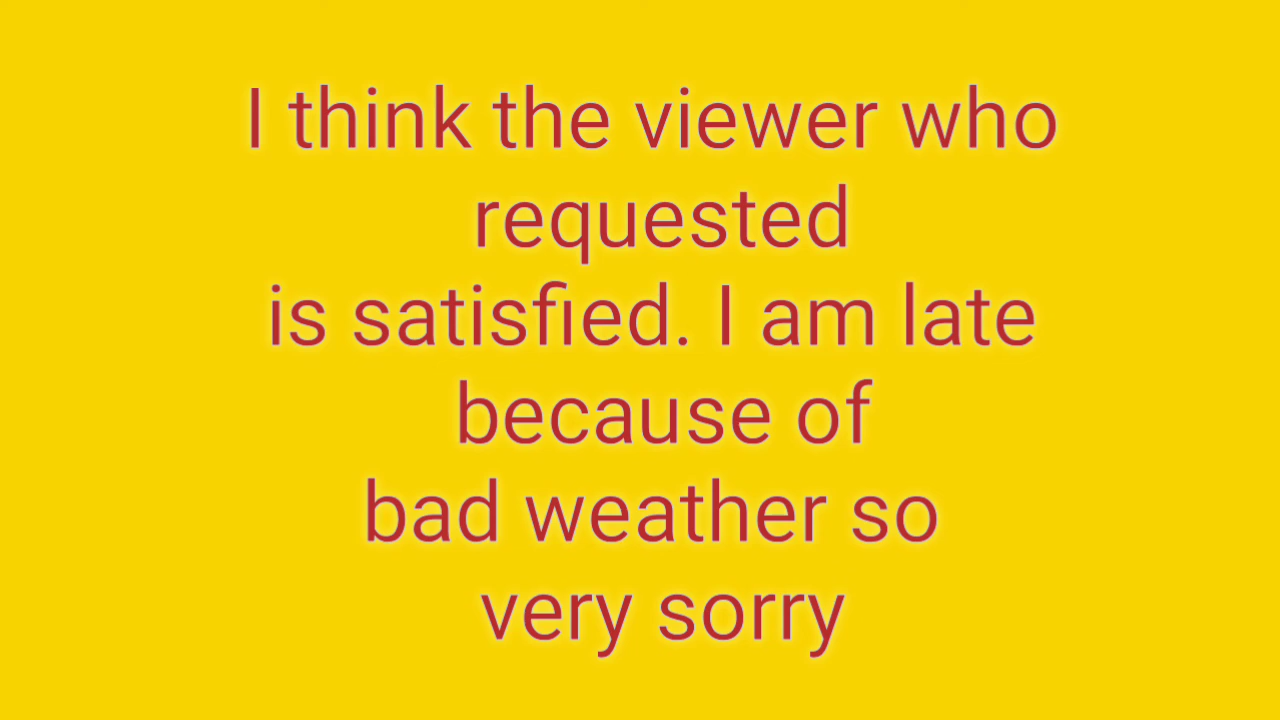 I think the viewer who
requested
is satisfied. I am late
because of
bad weather so
very sorry